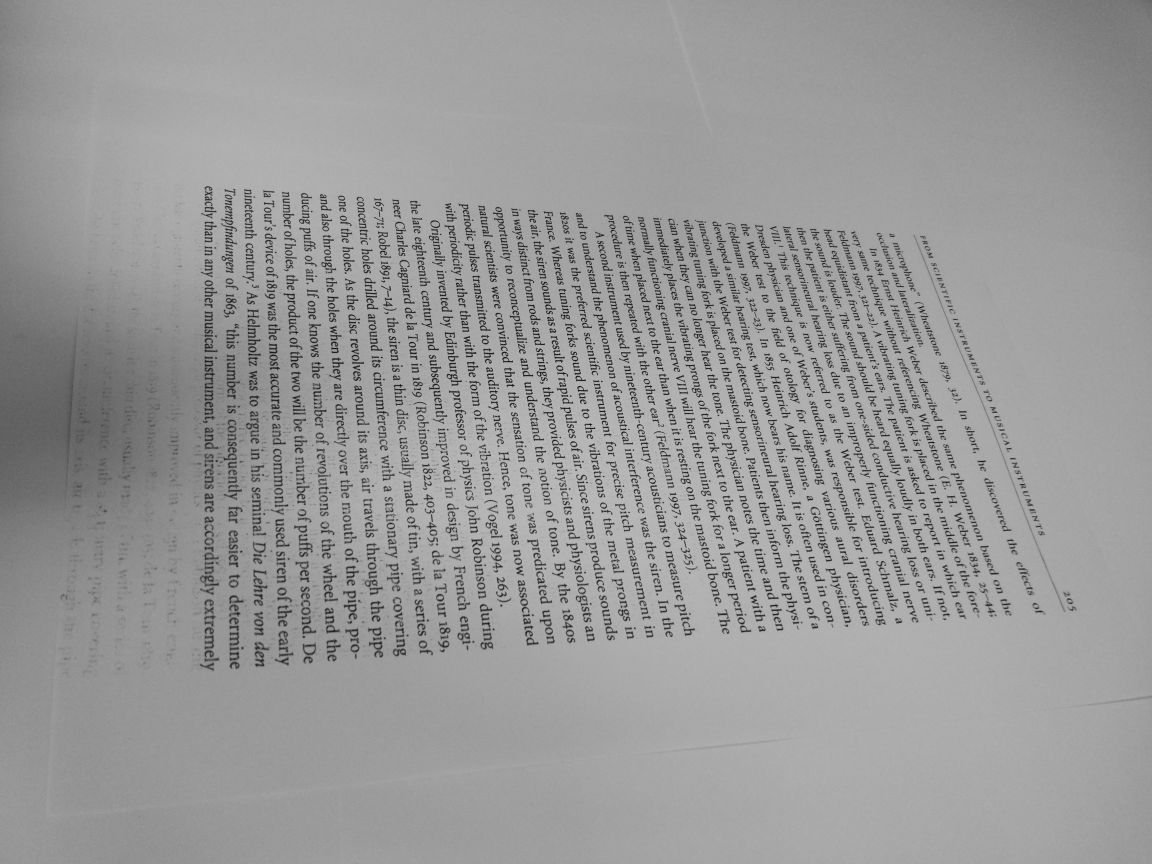 FROM SCIENTIFIC INSTRUMENTS TO MUSICAL INSTRUMENTS 205
a microphone" (Wheatstone 1879, 32). In short, he discovered the effects of
occlusion and lateralization.
In 1834 Ernst Heinrich Weber described the same phenomenon based on the
very same technique without referencing Wheatstone (E. H. Weber 1834, 25–44;
Feldmann 1997, 321–22). A vibrating tuning fork is placed in the middle of the fore-
head equidistant from a patient's ears. The patient is asked to report in which ear
the sound is louder. The sound should be heard equally loudly in both ears. If not,
then the patient is either suffering from one-sided conductive hearing loss or uni-
lateral sensorineural hearing loss due to an improperly functioning cranial nerve
VIII.¹ This technique is now referred to as the Weber test. Eduard Schmalz, a
Dresden physician and one of Weber's students, was responsible for introducing
the Weber test to the field of otology for diagnosing various aural disorders
(Feldmann 1997, 322–23). In 1855 Heinrich Adolf Rinne, a Göttingen physician,
developed a similar hearing test, which now bears his name. It is often used in con-
junction with the Weber test for detecting sensorineural hearing loss. The stem of a
vibrating tuning fork is placed on the mastoid bone. Patients then inform the physi-
cian when they can no longer hear the tone. The physician notes the time and then
immediately places the vibrating prongs of the fork next to the ear. A patient with a
normally functioning cranial nerve VIII will hear the tuning fork for a longer period
of time when placed next to the ear than when it is resting on the mastoid bone. The
procedure is then repeated with the other ear² (Feldmann 1997, 324–325).
A second instrument used by nineteenth-century acousticians to measure pitch
and to understand the phenomenon of acoustical interference was the siren. In the
1820s it was the preferred scientific instrument for precise pitch measurement in
France. Whereas tuning forks sound due to the vibrations of the metal prongs in
the air, the siren sounds as a result of rapid pulses of air. Since sirens produce sounds
in ways distinct from rods and strings, they provided physicists and physiologists an
opportunity to reconceptualize and understand the notion of tone. By the 1840s
natural scientists were convinced that the sensation of tone was predicated upon
periodic pulses transmitted to the auditory nerve. Hence, tone was now associated
with periodicity rather than with the form of the vibration (Vogel 1994, 263).
Originally invented by Edinburgh professor of physics John Robinson during
the late eighteenth century and subsequently improved in design by French engi-
neer Charles Cagniard de la Tour in 1819 (Robinson 1822, 403–405; de la Tour 1819,
167–71; Robel 1891, 7–14), the siren is a thin disc, usually made of tin, with a series of
concentric holes drilled around its circumference with a stationary pipe covering
one of the holes. As the disc revolves around its axis, air travels through the pipe
and also through the holes when they are directly over the mouth of the pipe, pro-
ducing puffs of air. If one knows the number of revolutions of the wheel and the
number of holes, the product of the two will be the number of puffs per second. De
la Tour's device of 1819 was the most accurate and commonly used siren of the early
nineteenth century.³ As Helmholtz was to argue in his seminal Die Lehre von den
Tonempfindungen of 1863, "this number is consequently far easier to determine
exactly than in any other musical instrument, and sirens are accordingly extremely